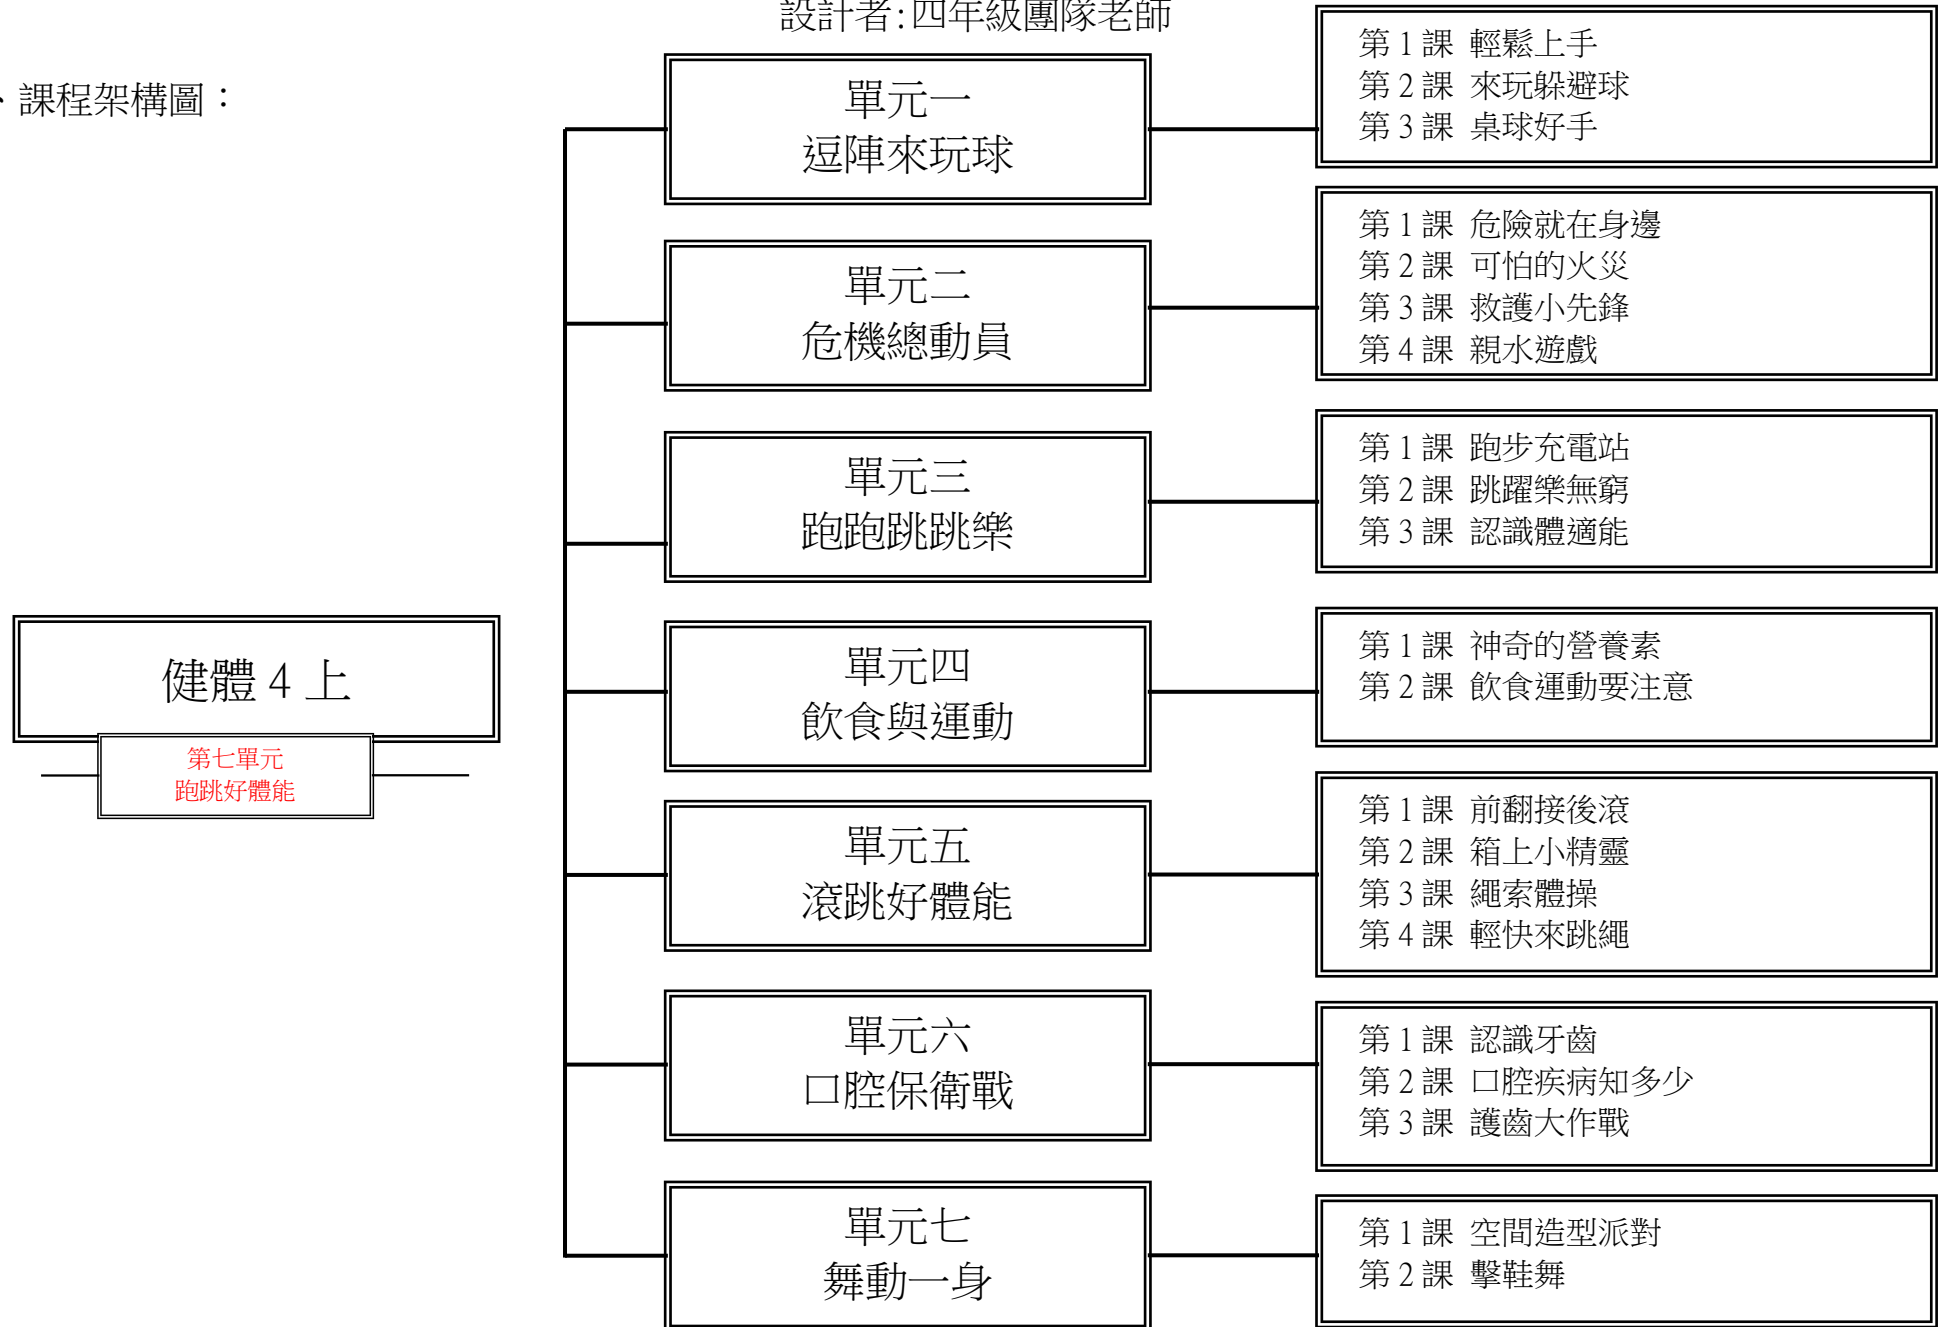 設計者:四年級團隊老師
、課程架構圖：
健體 4 上
第七單元
跑跳好體能
單元一
逗陣來玩球
第 1 課 輕鬆上手
第 2 課 來玩躲避球
第 3 課 桌球好手
單元二
危機總動員
第 1 課 危險就在身邊
第 2 課 可怕的火災
第 3 課 救護小先鋒
第 4 課 親水遊戲
單元三
跑跑跳跳樂
第 1 課 跑步充電站
第 2 課 跳躍樂無窮
第 3 課 認識體適能
單元四
飲食與運動
第 1 課 神奇的營養素
第 2 課 飲食運動要注意
單元五
滾跳好體能
第 1 課 前翻接後滾
第 2 課 箱上小精靈
第 3 課 繩索體操
第 4 課 輕快來跳繩
單元六
口腔保衛戰
第 1 課 認識牙齒
第 2 課 口腔疾病知多少
第 3 課 護齒大作戰
單元七
舞動一身
第 1 課 空間造型派對
第 2 課 擊鞋舞